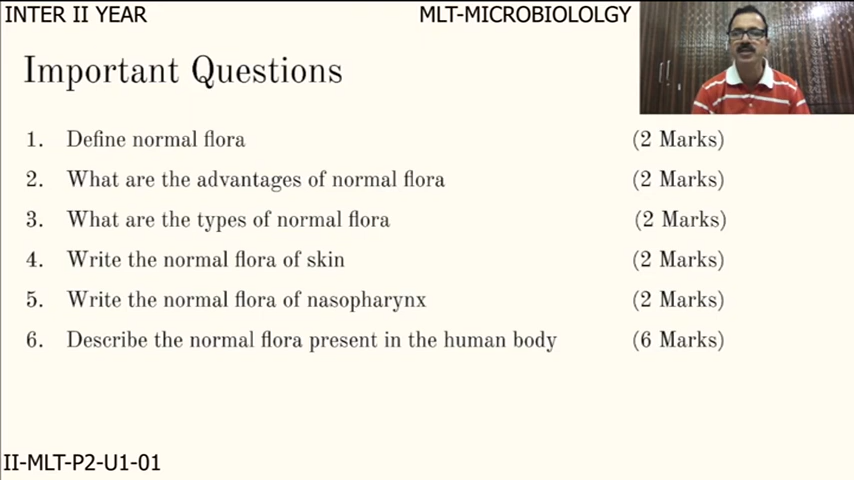 INTER II YEAR MLT-MICROBIOLOLGY
Important Questions
1. Define normal flora (2 Marks)
2. What are the advantages of normal flora (2 Marks)
3. What are the types of normal flora (2 Marks)
4. Write the normal flora of skin (2 Marks)
5. Write the normal flora of nasopharynx (2 Marks)
6. Describe the normal flora present in the human body (6 Marks)
II-MLT-P2-U1-01